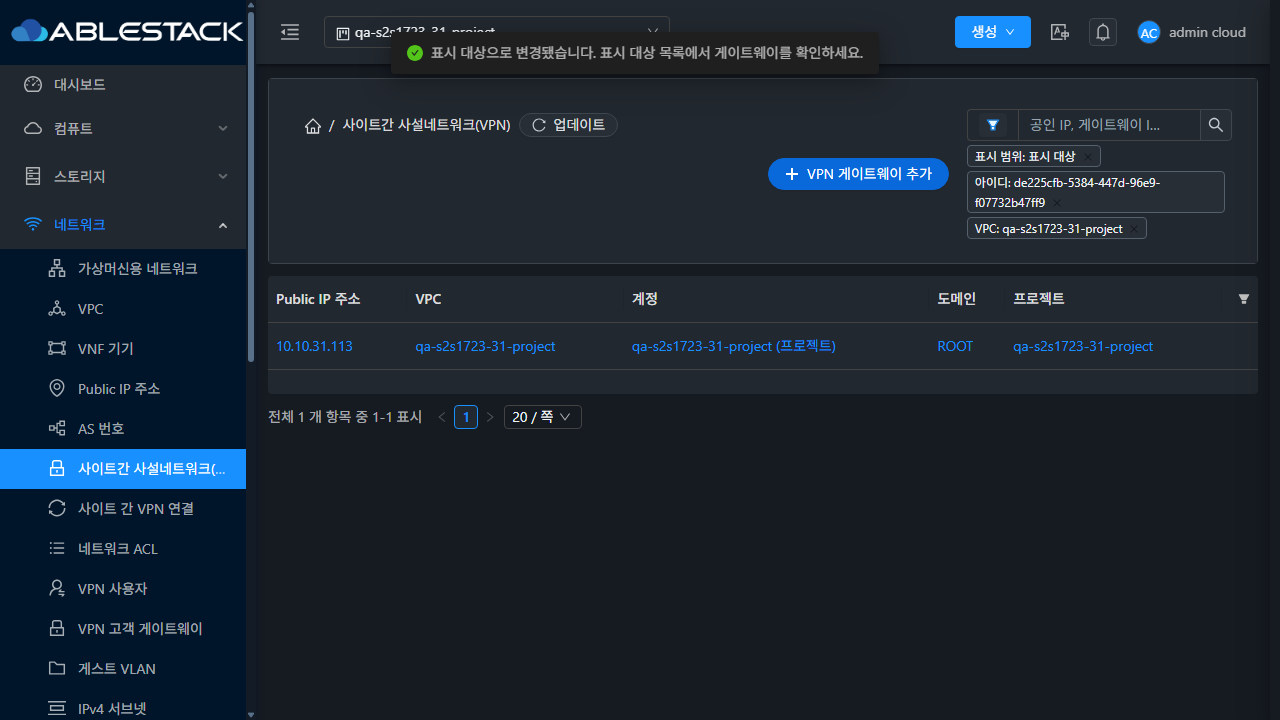 ABLESTACK
qa-s2s1723-31-project
표시 대상으로 변경됐습니다. 표시 대상 목록에서 게이트웨이를 확인하세요.
생성
AC admin cloud
대시보드
컴퓨트
스토리지
네트워크
가상머신용 네트워크
VPC
VNF 기기
Public IP 주소
AS 번호
사이트간 사설네트워크(...
사이트 간 VPN 연결
네트워크 ACL
VPN 사용자
VPN 고객 게이트웨이
게스트 VLAN
IPv4 서브넷
/ 사이트간 사설네트워크(VPN) 업데이트
공인 IP, 게이트웨이 I...
VPN 게이트웨이 추가
표시 범위: 표시 대상
아이디: de225cfb-5384-447d-96e9-
f07732b47ff9
VPC: qa-s2s1723-31-project
Public IP 주소 VPC 계정 도메인 프로젝트
10.10.31.113 qa-s2s1723-31-project qa-s2s1723-31-project (프로젝트) ROOT qa-s2s1723-31-project
전체 1 개 항목 중 1-1 표시 1 20 / 쪽